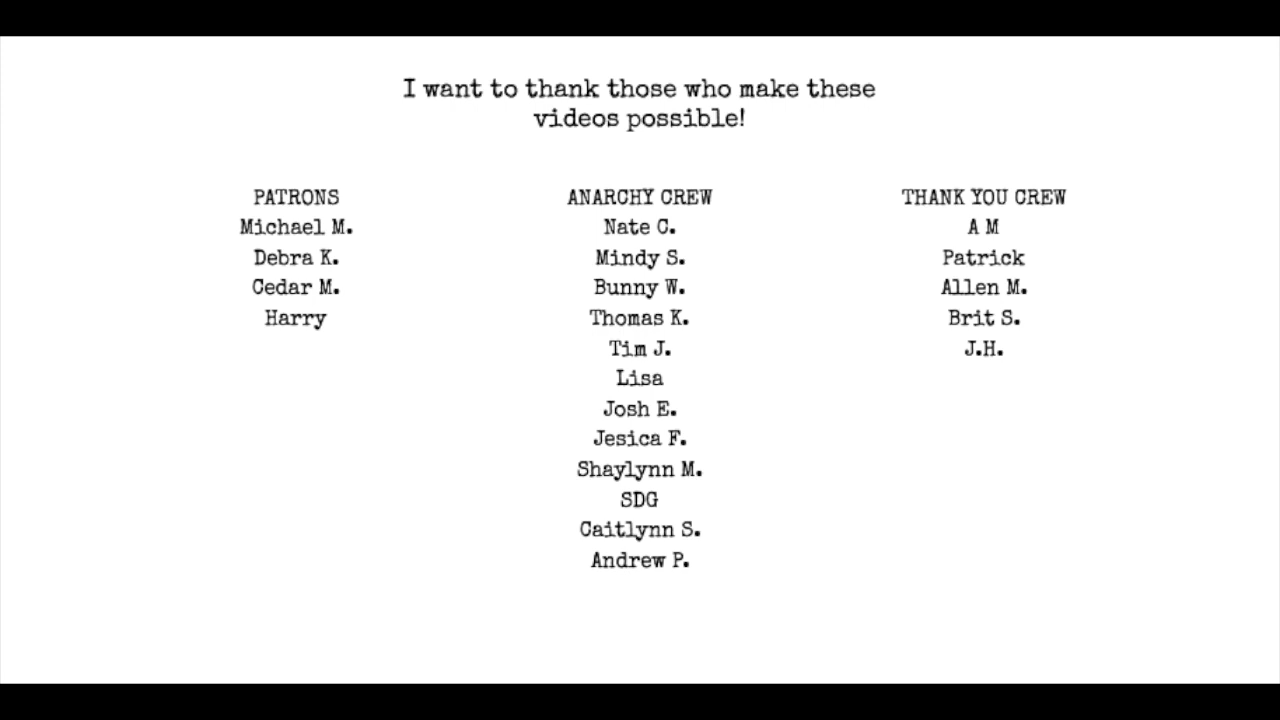 I want to thank those who make these
videos possible!
PATRONS
Michael M.
Debra K.
Cedar M.
Harry
ANARCHY CREW
Nate C.
Mindy S.
Bunny W.
Thomas K.
Tim J.
Lisa
Josh E.
Jesica F.
Shaylynn M.
SDG
Caitlynn S.
Andrew P.
THANK YOU CREW
A M
Patrick
Allen M.
Brit S.
J.H.